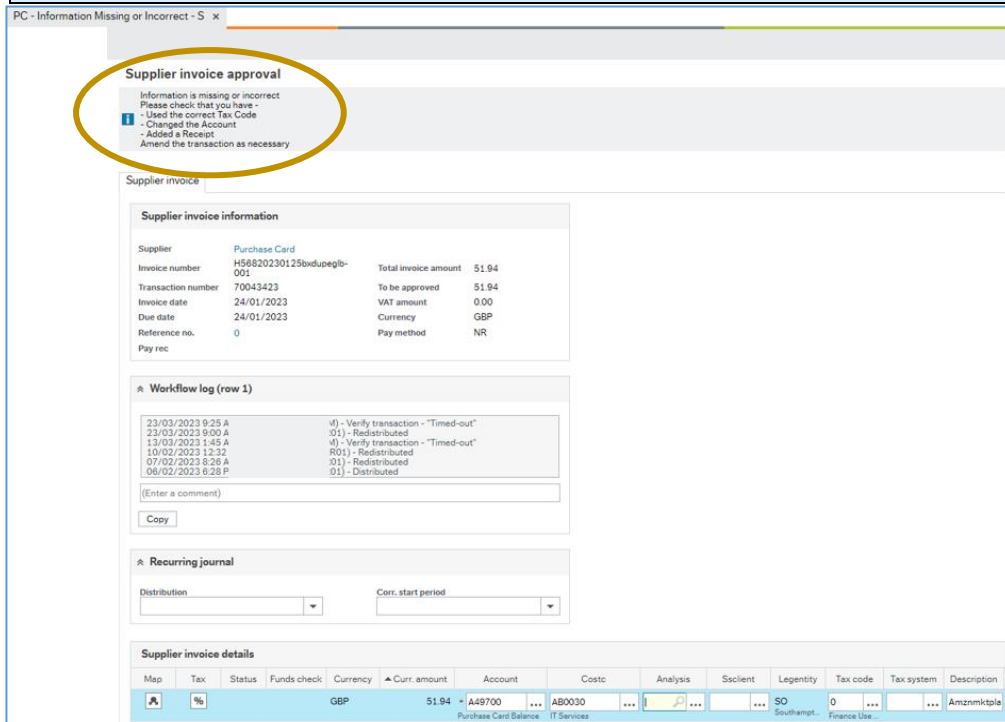 PC - Information Missing or Incorrect - S ×
Supplier invoice approval
Information is missing or incorrect
Please check that you have -
- Used the correct Tax Code
- Changed the Account
- Added a Receipt
Amend the transaction as necessary
Supplier invoice
Supplier invoice information
Supplier Purchase Card
Invoice number H56820230125bxdupeglb-001 Total invoice amount 51.94
Transaction number 70043423 To be approved 51.94
Invoice date 24/01/2023 VAT amount 0.00
Due date 24/01/2023 Currency GBP
Reference no. 0 Pay method NR
Pay rec
Workflow log (row 1)
23/03/2023 9:25 A M) - Verify transaction - "Timed-out"
23/03/2023 9:00 A 01) - Redistributed
13/03/2023 1:45 A M) - Verify transaction - "Timed-out"
10/02/2023 12:32 R01) - Redistributed
07/02/2023 8:26 A 01) - Redistributed
06/02/2023 6:28 P 01) - Distributed
(Enter a comment)
Copy
Recurring journal
Distribution Corr. start period
Supplier invoice details
Map Tax Status Funds check Currency Curr. amount Account Costc Analysis Ssclient Legentity Tax code Tax system Description
% GBP 51.94 A49700 ... AB0030 ... ... ... SO 0 ... ... Amznmktpla
Purchase Card Balance IT Services Southampt... Finance Use...